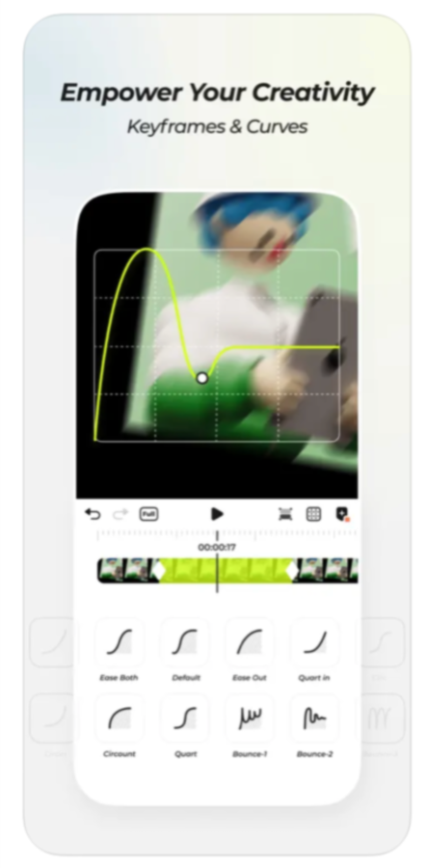 Empower Your Creativity
Keyframes & Curves
Full
00:00:17
Ease Both Default Ease Out Quart in
Circount Quart Bounce-1 Bounce-2